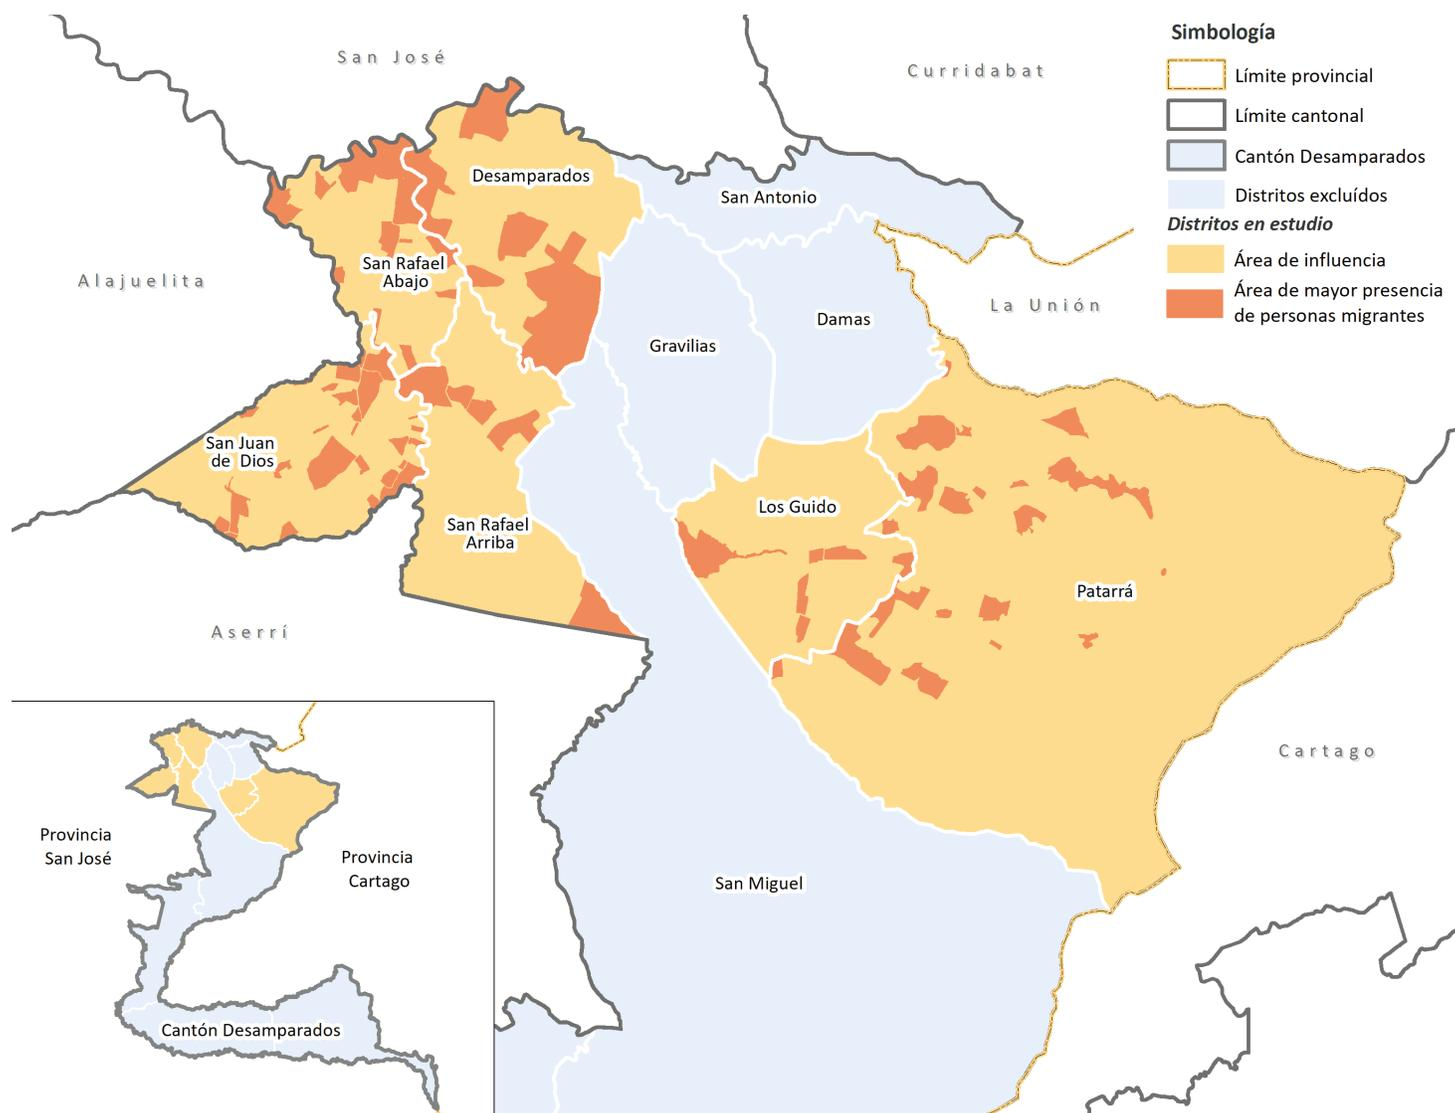 San José
Curridabat
Simbología
Límite provincial
Límite cantonal
Cantón Desamparados
Distritos excluídos
Distritos en estudio
Área de influencia
Área de mayor presencia
de personas migrantes
Desamparados
San Antonio
San Rafael
Abajo
Alajuelita
La Unión
Damas
Gravilias
San Juan
de Dios
Los Guido
San Rafael
Arriba
Patarrá
Aserrí
Cartago
San Miguel
Provincia
San José
Provincia
Cartago
Cantón Desamparados